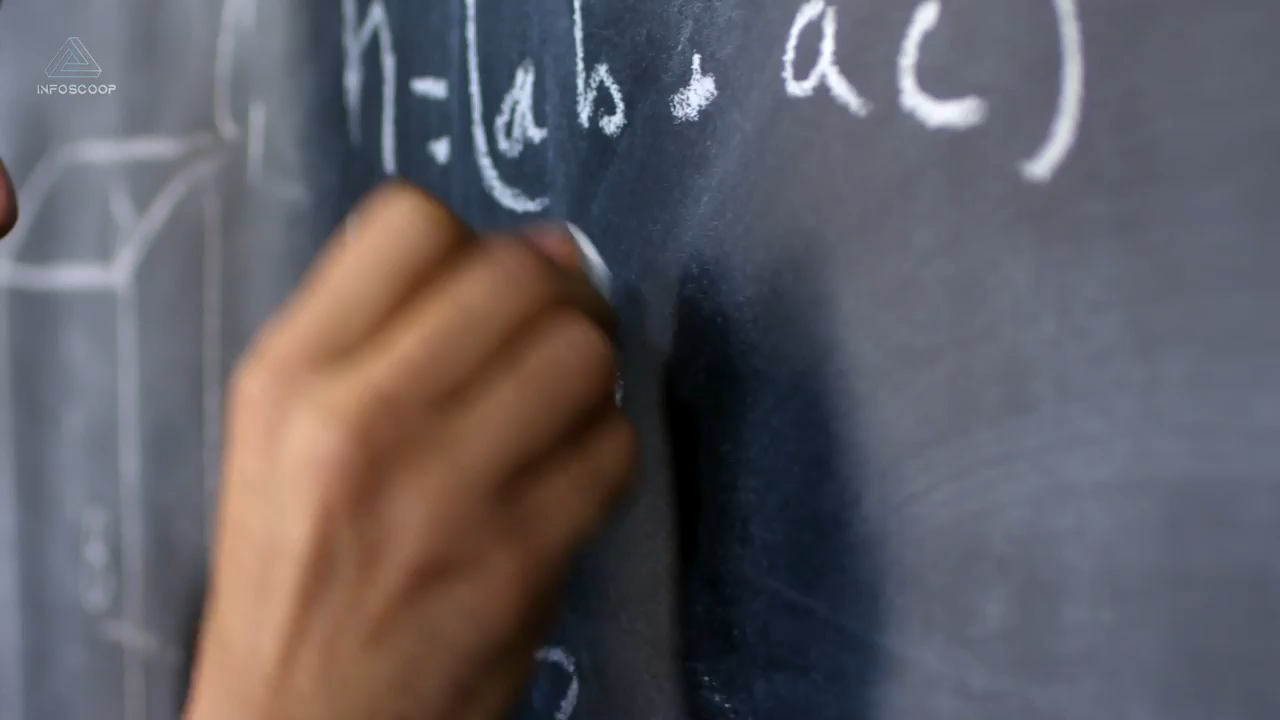 INFOSCOOP
n = (ab, ac)